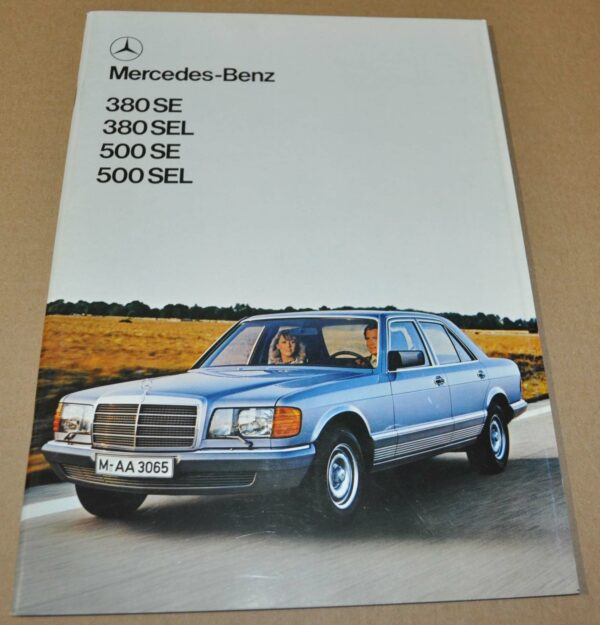 Mercedes-Benz
380 SE
380 SEL
500 SE
500 SEL
M-AA 3065